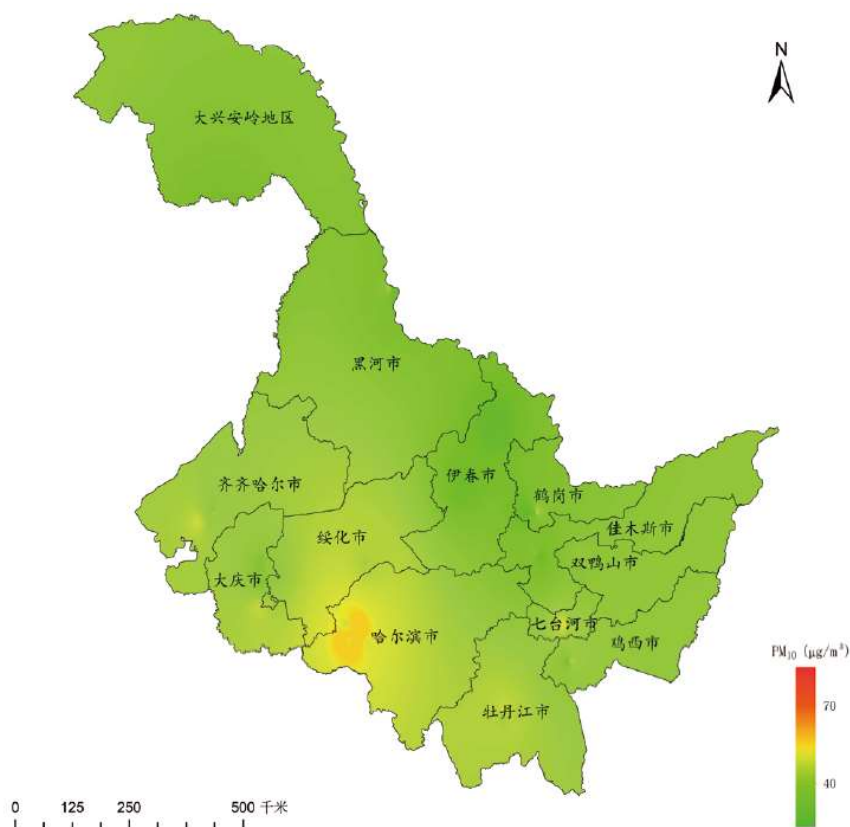 N
大兴安岭地区
黑河市
伊春市
齐齐哈尔市
鹤岗市
佳木斯市
绥化市
双鸭山市
大庆市
七台河市
哈尔滨市
鸡西市
PM₁₀ (μg/m³)
牡丹江市
70
40
0 125 250 500 千米